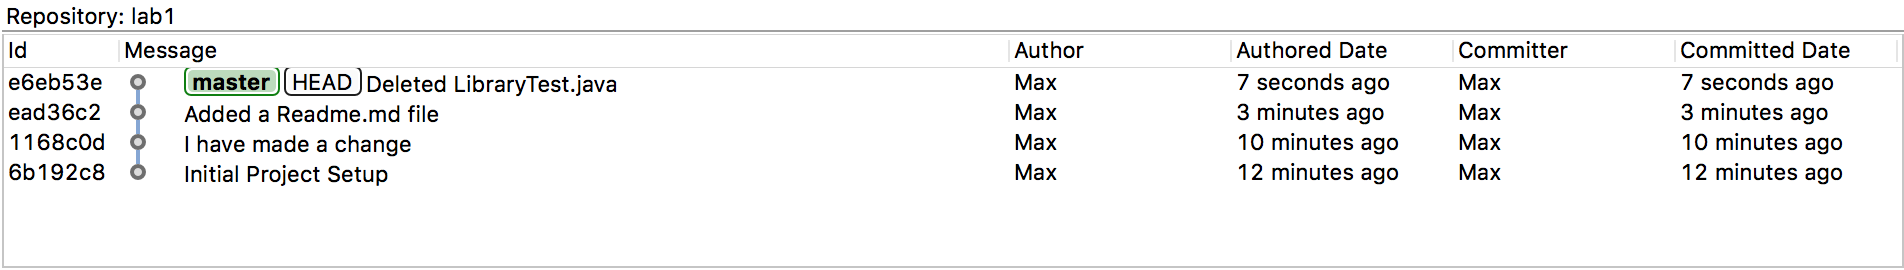 Repository: lab1
Id Message Author Authored Date Committer Committed Date
e6eb53e master HEAD Deleted LibraryTest.java Max 7 seconds ago Max 7 seconds ago
ead36c2 Added a Readme.md file Max 3 minutes ago Max 3 minutes ago
1168c0d I have made a change Max 10 minutes ago Max 10 minutes ago
6b192c8 Initial Project Setup Max 12 minutes ago Max 12 minutes ago